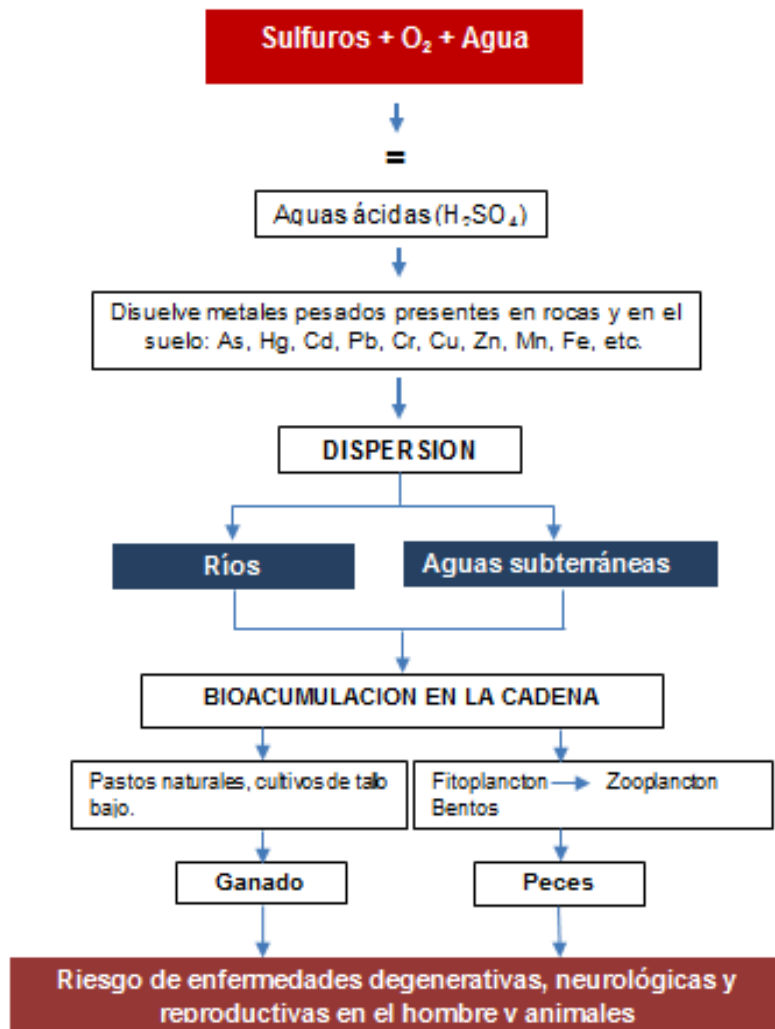 Sulfuros + O₂ + Agua
=
Aguas ácidas (H₂SO₄)
Disuelve metales pesados presentes en rocas y en el
suelo: As, Hg, Cd, Pb, Cr, Cu, Zn, Mn, Fe, etc.
DISPERSION
Ríos
Aguas subterráneas
BIOACUMULACION EN LA CADENA
Pastos naturales, cultivos de tallo
bajo.
Fitoplancton Zooplancton
Bentos
Ganado
Peces
Riesgo de enfermedades degenerativas, neurológicas y
reproductivas en el hombre y animales